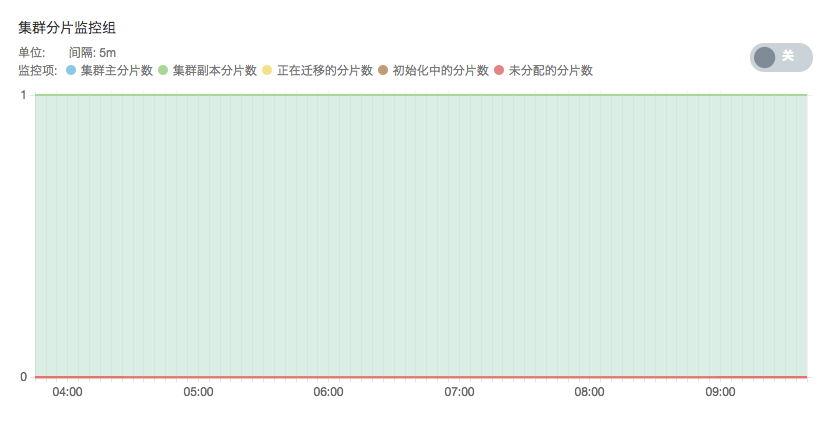 集群分片监控组
单位: 间隔: 5m
关
监控项: 集群主分片数 集群副本分片数 正在迁移的分片数 初始化中的分片数 未分配的分片数
1
0
04:00 05:00 06:00 07:00 08:00 09:00